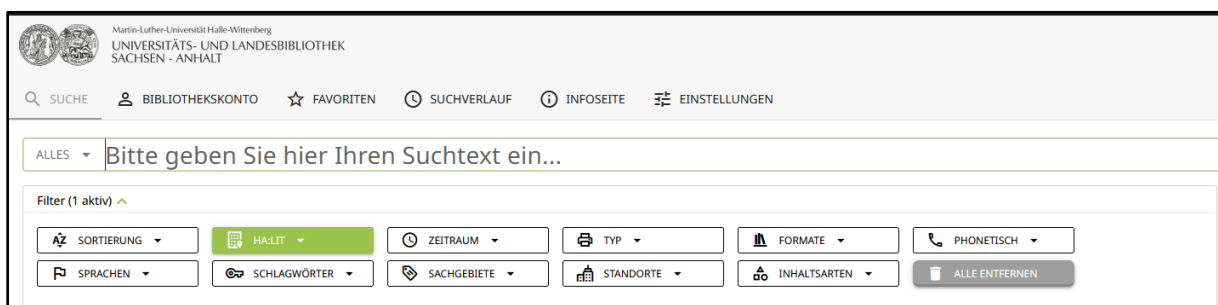 Martin-Luther-Universität Halle-Wittenberg
UNIVERSITÄTS- UND LANDESBIBLIOTHEK
SACHSEN - ANHALT
SUCHE BIBLIOTHEKSKONTO FAVORITEN SUCHVERLAUF INFOSEITE EINSTELLUNGEN
ALLES Bitte geben Sie hier Ihren Suchtext ein...
Filter (1 aktiv)
AZ SORTIERUNG HA:LIT ZEITRAUM TYP FORMATE PHONETISCH
SPRACHEN SCHLAGWÖRTER SACHGEBIETE STANDORTE INHALTSARTEN ALLE ENTFERNEN